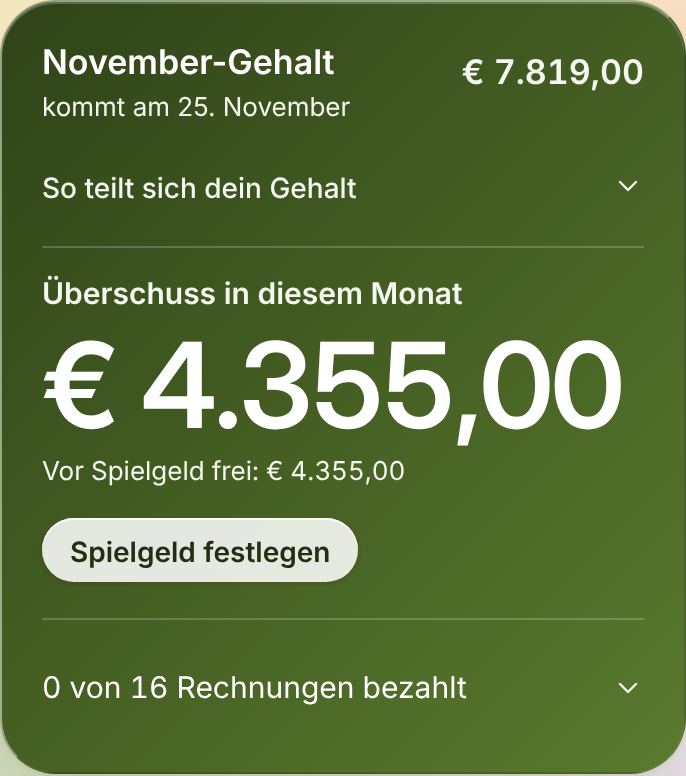 November-Gehalt
€ 7.819,00
kommt am 25. November
So teilt sich dein Gehalt
Überschuss in diesem Monat
€ 4.355,00
Vor Spielgeld frei: € 4.355,00
Spielgeld festlegen
0 von 16 Rechnungen bezahlt